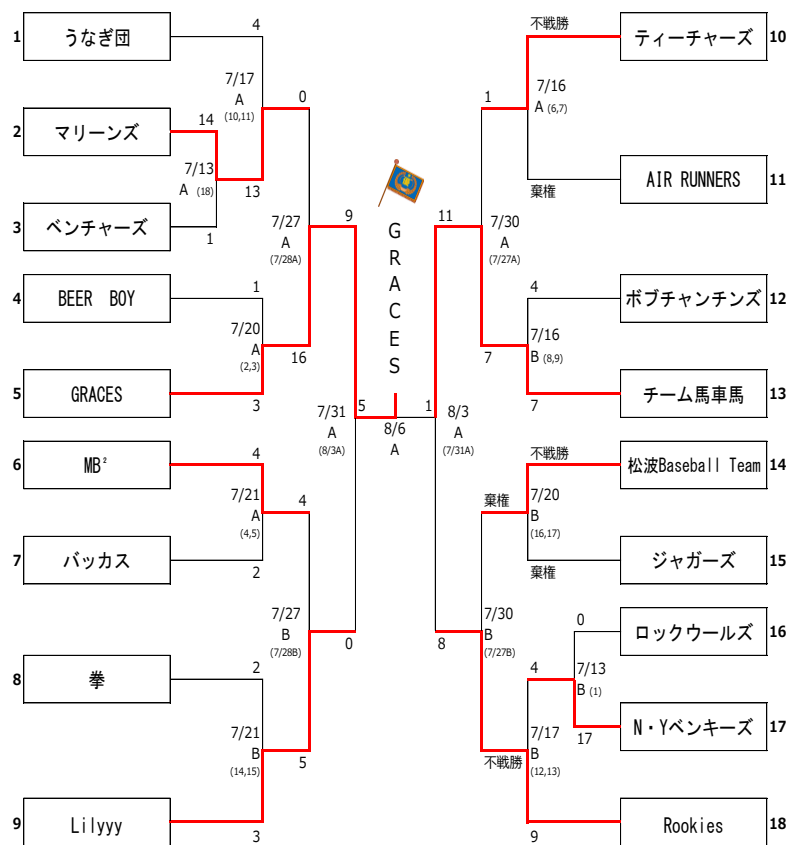 1 うなぎ団
4
7/17
A
(10,11)
2 マリーンズ
14
7/13
A (18)
13
3 ベンチャーズ
1
0
7/27
A
(7/28A)
4 BEER BOY
1
7/20
A
(2,3)
16
5 GRACES
3
9
7/31
A
(8/3A)
6 MB²
4
7/21
A
(4,5)
7 バッカス
2
4
7/27
B
(7/28B)
0
8 拳
2
7/21
B
(14,15)
5
9 Lilyyy
3
G
R
A
C
E
S
5
8/6
A
1
11
8/3
A
(7/31A)
8
不戦勝
ティーチャーズ 10
7/16
A (6,7)
棄権
AIR RUNNERS 11
1
7/30
A
(7/27A)
7
4
ボブチャンチンズ 12
7/16
B (8,9)
7
チーム馬車馬 13
不戦勝
松波Baseball Team 14
7/20
B
(16,17)
棄権
ジャガーズ 15
棄権
7/30
B
(7/27B)
不戦勝
0
ロックウールズ 16
7/13
B (1)
17
N・Yベンキーズ 17
4
7/17
B
(12,13)
9
Rookies 18